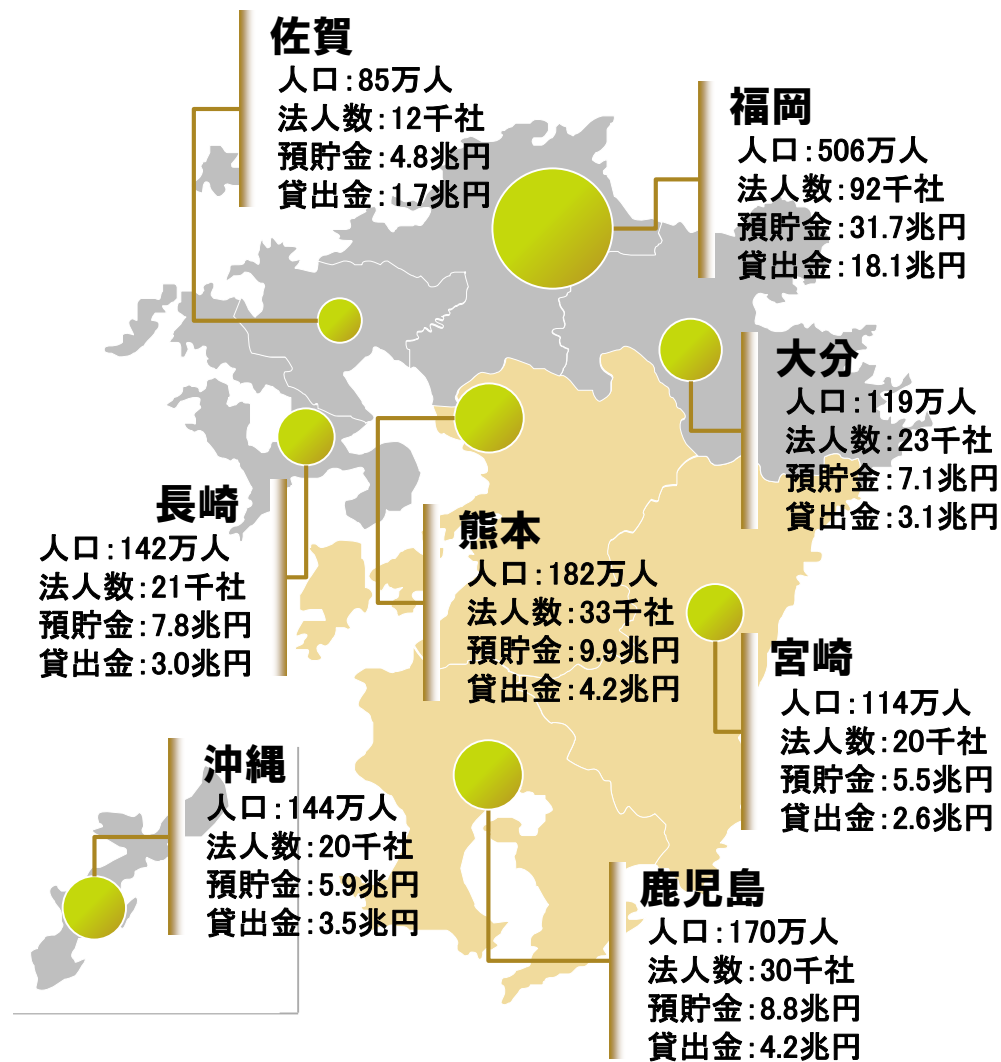 佐賀
人口：85万人
法人数：12千社
預貯金：4.8兆円
貸出金：1.7兆円
福岡
人口：506万人
法人数：92千社
預貯金：31.7兆円
貸出金：18.1兆円
大分
人口：119万人
法人数：23千社
預貯金：7.1兆円
貸出金：3.1兆円
長崎
人口：142万人
法人数：21千社
預貯金：7.8兆円
貸出金：3.0兆円
熊本
人口：182万人
法人数：33千社
預貯金：9.9兆円
貸出金：4.2兆円
宮崎
人口：114万人
法人数：20千社
預貯金：5.5兆円
貸出金：2.6兆円
沖縄
人口：144万人
法人数：20千社
預貯金：5.9兆円
貸出金：3.5兆円
鹿児島
人口：170万人
法人数：30千社
預貯金：8.8兆円
貸出金：4.2兆円